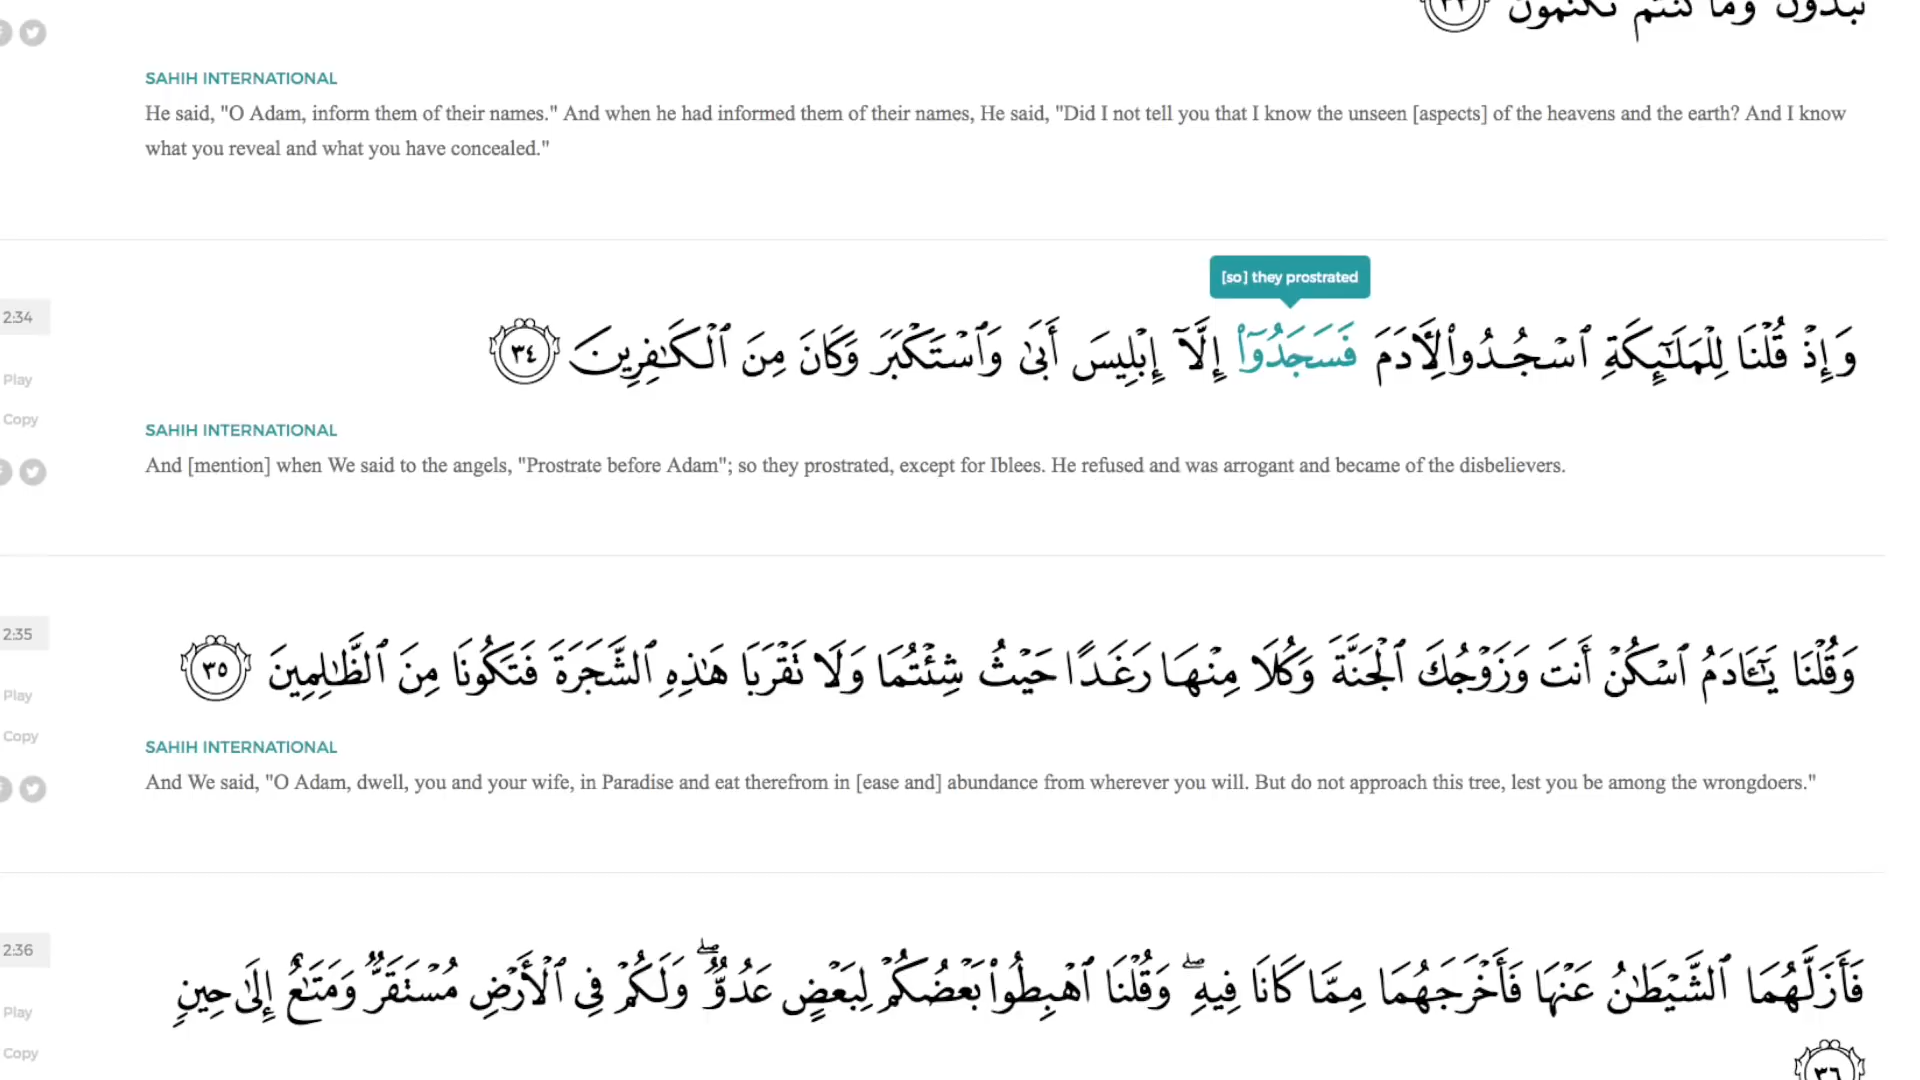 تبدون وما كنتم تكتمون ٣٣
SAHIH INTERNATIONAL
He said, "O Adam, inform them of their names." And when he had informed them of their names, He said, "Did I not tell you that I know the unseen [aspects] of the heavens and the earth? And I know
what you reveal and what you have concealed."
[so] they prostrated
2:34
وَإِذْ قُلْنَا لِلْمَلَـٰٓئِكَةِ ٱسْجُدُوا۟ لِـَٔادَمَ فَسَجَدُوٓا۟ إِلَّآ إِبْلِيسَ أَبَىٰ وَٱسْتَكْبَرَ وَكَانَ مِنَ ٱلْكَـٰفِرِينَ ٣٤
Play
Copy
SAHIH INTERNATIONAL
And [mention] when We said to the angels, "Prostrate before Adam"; so they prostrated, except for Iblees. He refused and was arrogant and became of the disbelievers.
2:35
وَقُلْنَا يَـٰٓـَٔادَمُ ٱسْكُنْ أَنتَ وَزَوْجُكَ ٱلْجَنَّةَ وَكُلَا مِنْهَا رَغَدًا حَيْثُ شِئْتُمَا وَلَا تَقْرَبَا هَـٰذِهِ ٱلشَّجَرَةَ فَتَكُونَا مِنَ ٱلظَّـٰلِمِينَ ٣٥
Play
Copy
SAHIH INTERNATIONAL
And We said, "O Adam, dwell, you and your wife, in Paradise and eat therefrom in [ease and] abundance from wherever you will. But do not approach this tree, lest you be among the wrongdoers."
2:36
فَأَزَلَّهُمَا ٱلشَّيْطَـٰنُ عَنْهَا فَأَخْرَجَهُمَا مِمَّا كَانَا فِيهِ ۖ وَقُلْنَا ٱهْبِطُوا۟ بَعْضُكُمْ لِبَعْضٍ عَدُوٌّ ۖ وَلَكُمْ فِى ٱلْأَرْضِ مُسْتَقَرٌّ وَمَتَـٰعٌ إِلَىٰ حِينٍ
Play
Copy
٣٦